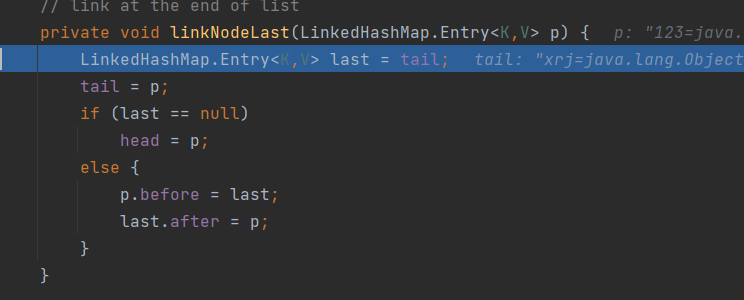 // link at the end of list
private void linkNodeLast(LinkedHashMap.Entry<K,V> p) {   p: "123=java.
LinkedHashMap.Entry<K,V> last = tail;   tail: "xrj=java.lang.Object
tail = p;
if (last == null)
head = p;
else {
p.before = last;
last.after = p;
}
}